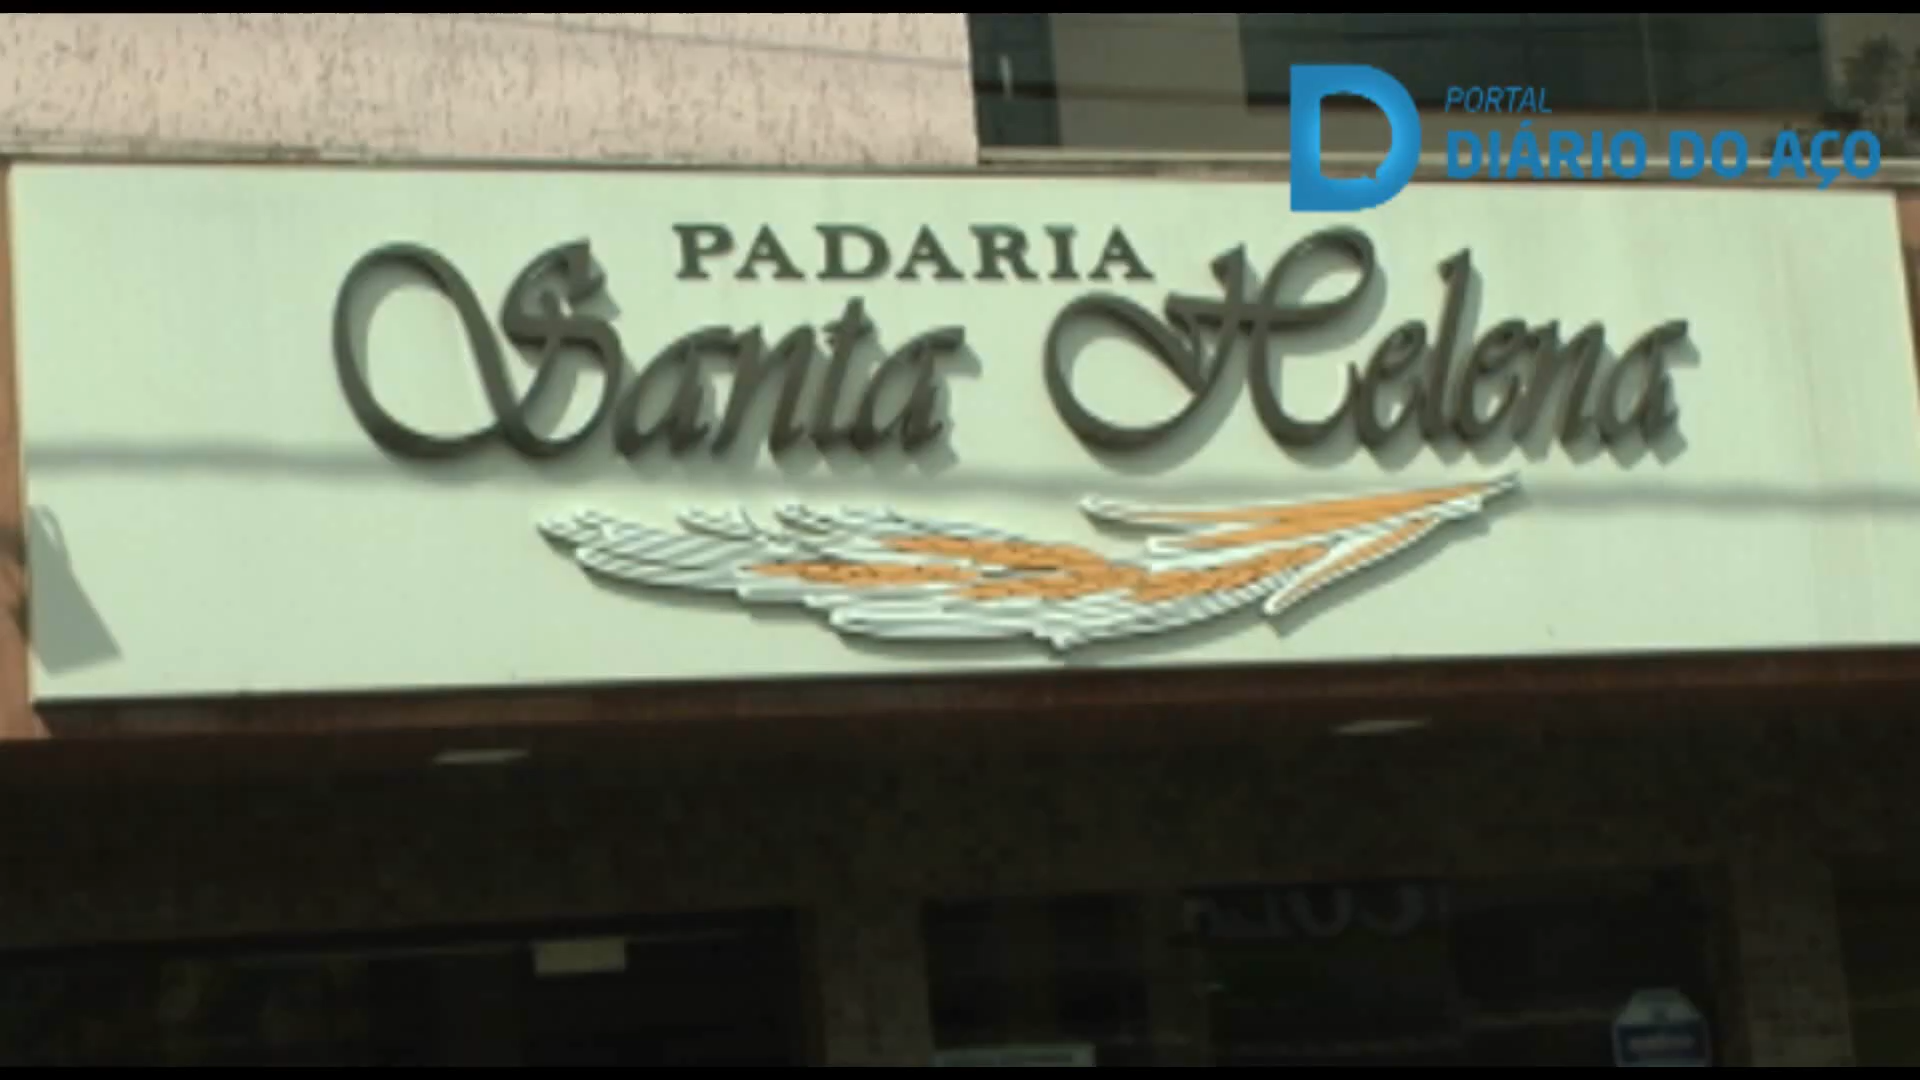 PORTAL
DIÁRIO DO AÇO
PADARIA
Santa Helena